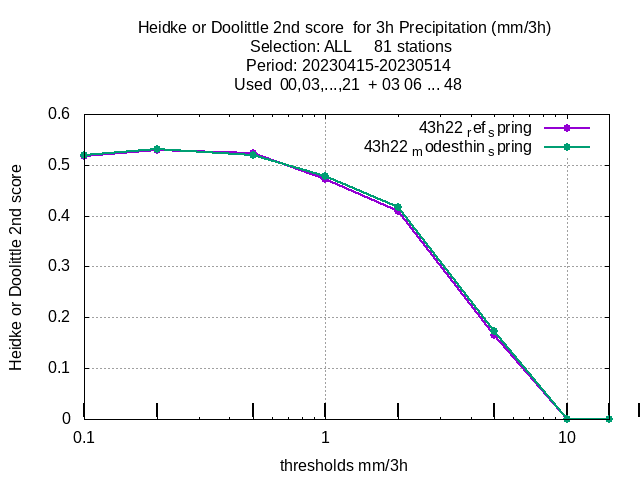 Heidke or Doolittle 2nd score  for 3h Precipitation (mm/3h)
Selection: ALL     81 stations
Period: 20230415-20230514
Used  00,03,...,21  + 03 06 ... 48
43h22 ref spring
43h22 modesthin spring
Heidke or Doolittle 2nd score
0.6
0.5
0.4
0.3
0.2
0.1
0
0.1
1
10
thresholds mm/3h